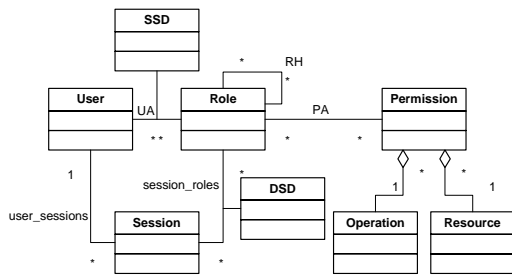 SSD
* RH
*
User UA Role PA Permission
* * * *
1 session_roles * * *
DSD 1 1
user_sessions Session Operation Resource
* *